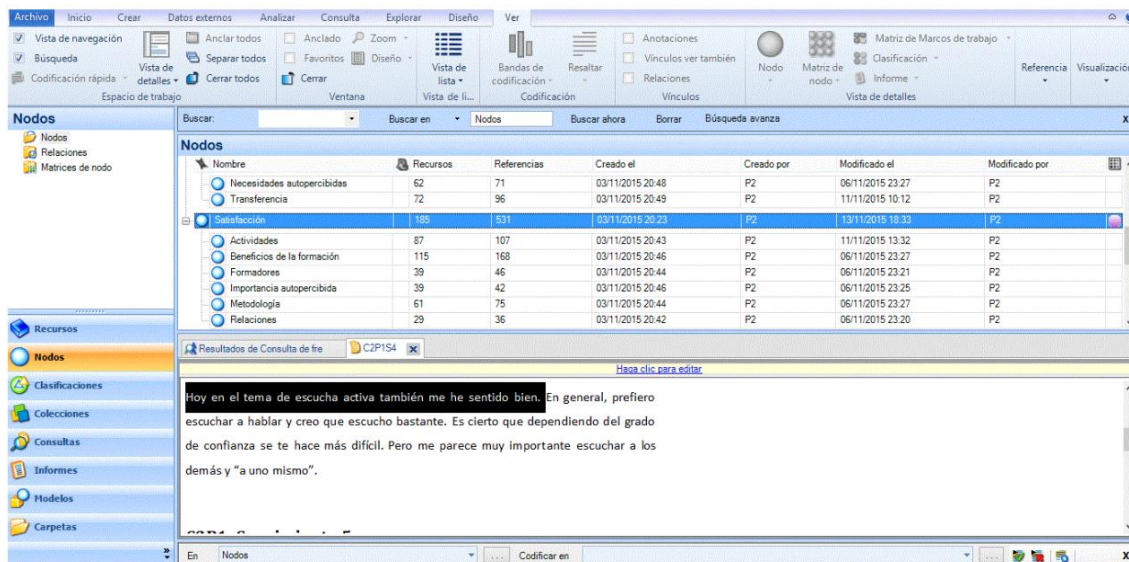 Archivo Inicio Crear Datos externos Analizar Consulta Explorar Diseño Ver
Vista de navegación
Búsqueda
Codificación rápida
Vista de detalles
Anclar todos
Separar todos
Cerrar todos
Espacio de trabajo
Anclado Zoom
Favoritos Diseño
Cerrar
Ventana
Vista de lista
Vista de li...
Bandas de codificación
Resaltar
Codificación
Anotaciones
Vínculos ver también
Relaciones
Vínculos
Nodo
Matriz de nodo
Matriz de Marcos de trabajo
Clasificación
Informe
Vista de detalles
Referencia
Visualización
Nodos
Nodos
Relaciones
Matrices de nodo
Recursos
Nodos
Clasificaciones
Colecciones
Consultas
Informes
Modelos
Carpetas
Buscar: Buscar en Nodos Buscar ahora Borrar Búsqueda avanza X
Nodos
Nombre Recursos Referencias Creado el Creado por Modificado el Modificado por
Necesidades autopercibidas 62 71 03/11/2015 20:48 P2 06/11/2015 23:27 P2
Transferencia 72 96 03/11/2015 20:49 P2 11/11/2015 10:12 P2
Satisfacción 185 531 03/11/2015 20:23 P2 13/11/2015 18:33 P2
Actividades 87 107 03/11/2015 20:43 P2 11/11/2015 13:32 P2
Beneficios de la formación 115 168 03/11/2015 20:46 P2 06/11/2015 23:27 P2
Formadores 39 46 03/11/2015 20:44 P2 06/11/2015 23:21 P2
Importancia autopercibida 39 42 03/11/2015 20:46 P2 06/11/2015 23:25 P2
Metodología 61 75 03/11/2015 20:44 P2 06/11/2015 23:27 P2
Relaciones 29 36 03/11/2015 20:42 P2 06/11/2015 23:20 P2
Resultados de Consulta de fre C2P1S4 x
Haga clic para editar
Hoy en el tema de escucha activa también me he sentido bien. En general, prefiero
escuchar a hablar y creo que escucho bastante. Es cierto que dependiendo del grado
de confianza se te hace más difícil. Pero me parece muy importante escuchar a los
demás y “a uno mismo”.
En Nodos ... Codificar en ... X